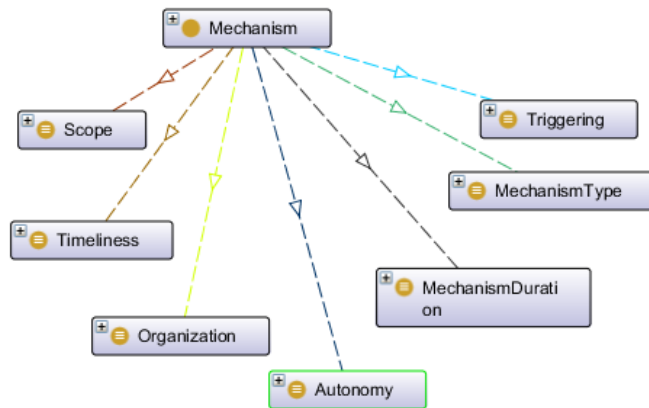 Mechanism
Scope
Triggering
MechanismType
Timeliness
MechanismDurati
on
Organization
Autonomy